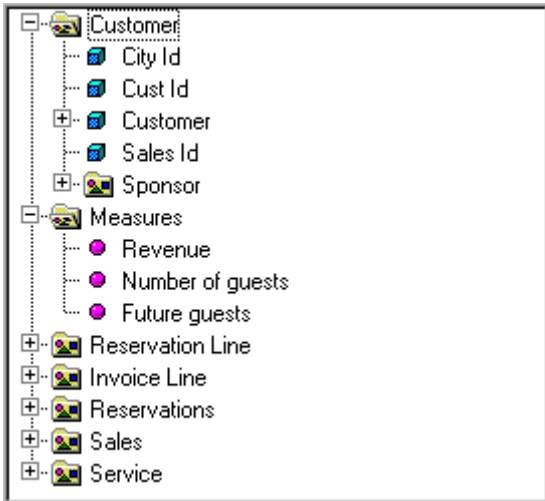 Customer
City Id
Cust Id
Customer
Sales Id
Sponsor
Measures
Revenue
Number of guests
Future guests
Reservation Line
Invoice Line
Reservations
Sales
Service